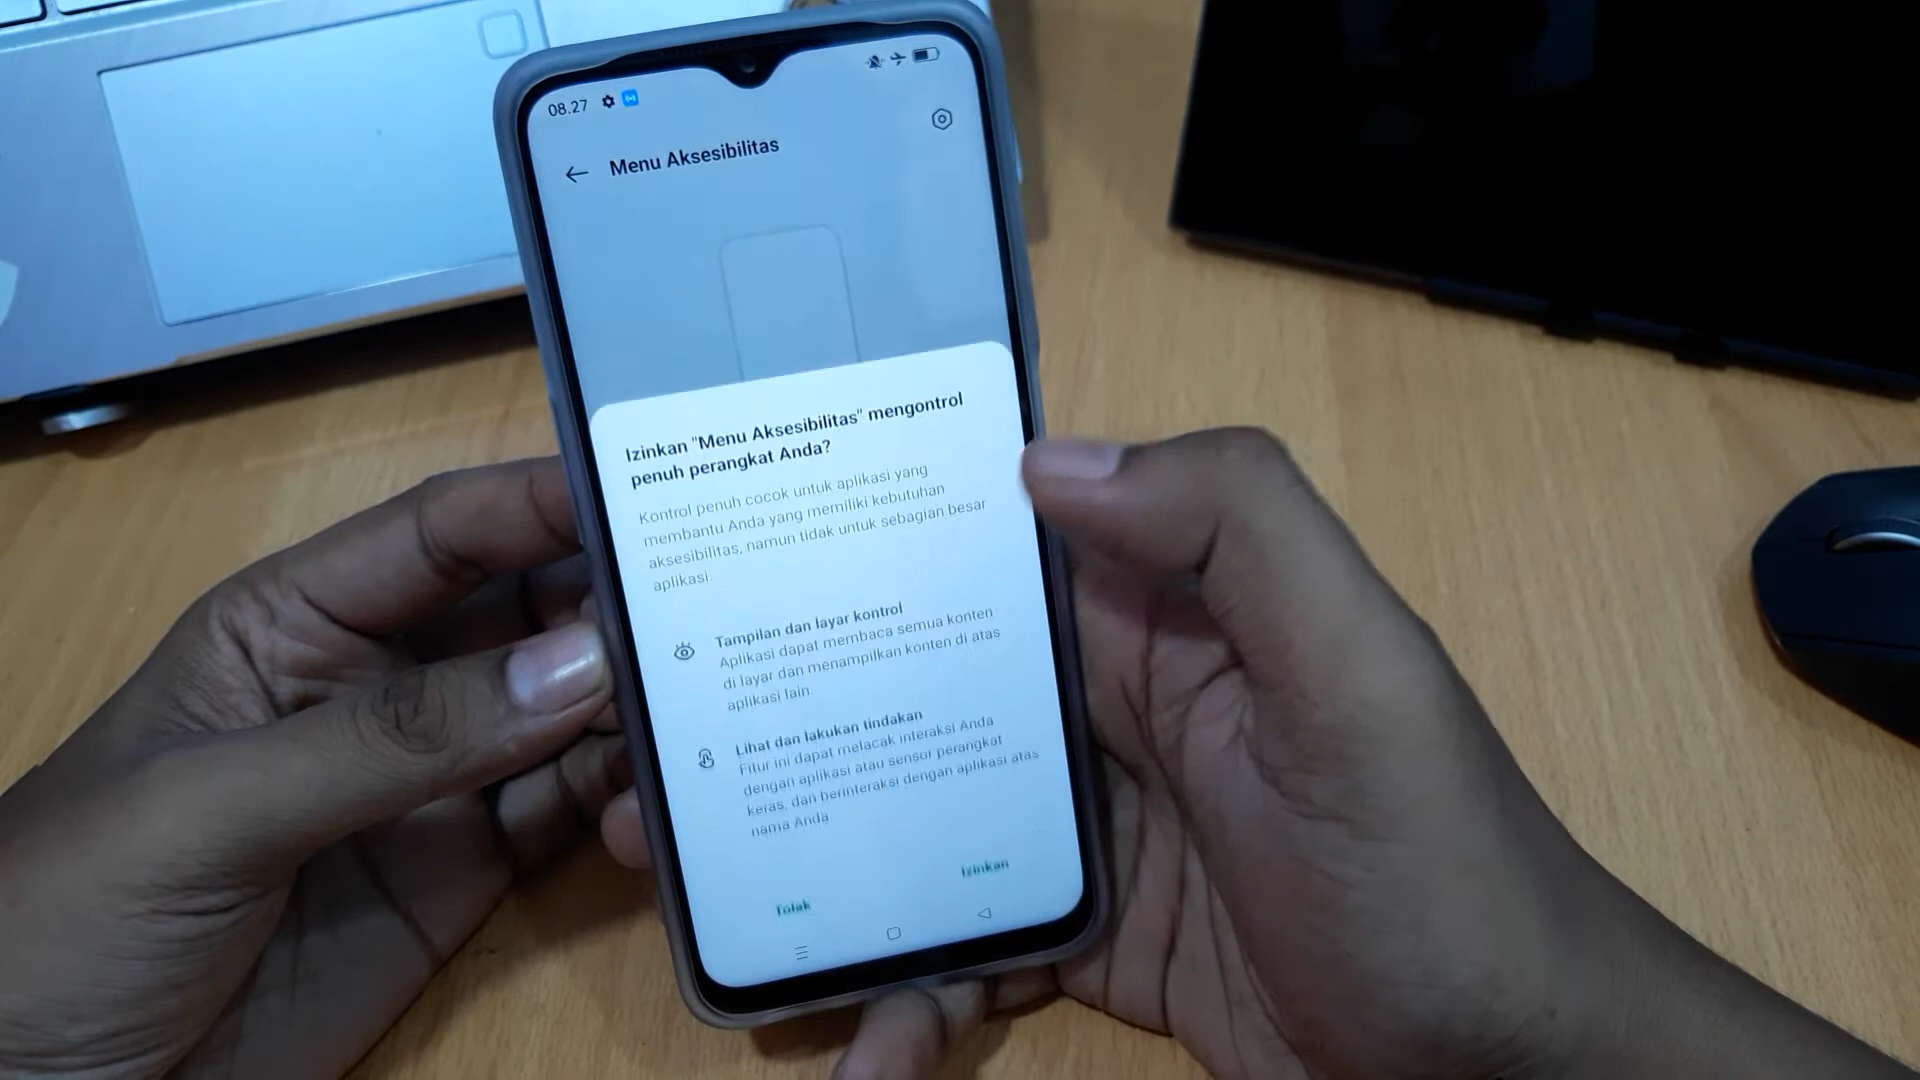 08.27
Menu Aksesibilitas
Izinkan "Menu Aksesibilitas" mengontrol
penuh perangkat Anda?
Kontrol penuh cocok untuk aplikasi yang
membantu Anda yang memiliki kebutuhan
aksesibilitas, namun tidak untuk sebagian besar
aplikasi.
Tampilan dan layar kontrol
Aplikasi dapat membaca semua konten
di layar dan menampilkan konten di atas
aplikasi lain.
Lihat dan lakukan tindakan
Fitur ini dapat melacak interaksi Anda
dengan aplikasi atau sensor perangkat
keras, dan berinteraksi dengan aplikasi atas
nama Anda
Tolak
Izinkan